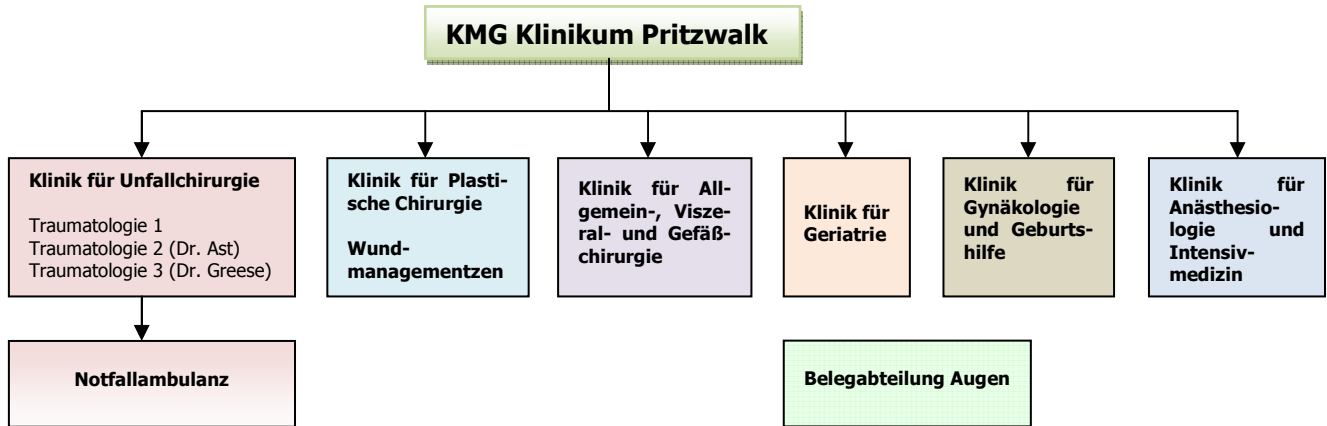 KMG Klinikum Pritzwalk
Klinik für Unfallchirurgie
Traumatologie 1
Traumatologie 2 (Dr. Ast)
Traumatologie 3 (Dr. Greese)
Klinik für Plasti-
sche Chirurgie
Wund-
managementzen
Klinik für All-
gemein-, Visze-
ral- und Gefäß-
chirurgie
Klinik für
Geriatrie
Klinik für
Gynäkologie
und Geburts-
hilfe
Klinik für
Anästhesio-
logie und
Intensiv-
medizin
Notfallambulanz
Belegabteilung Augen